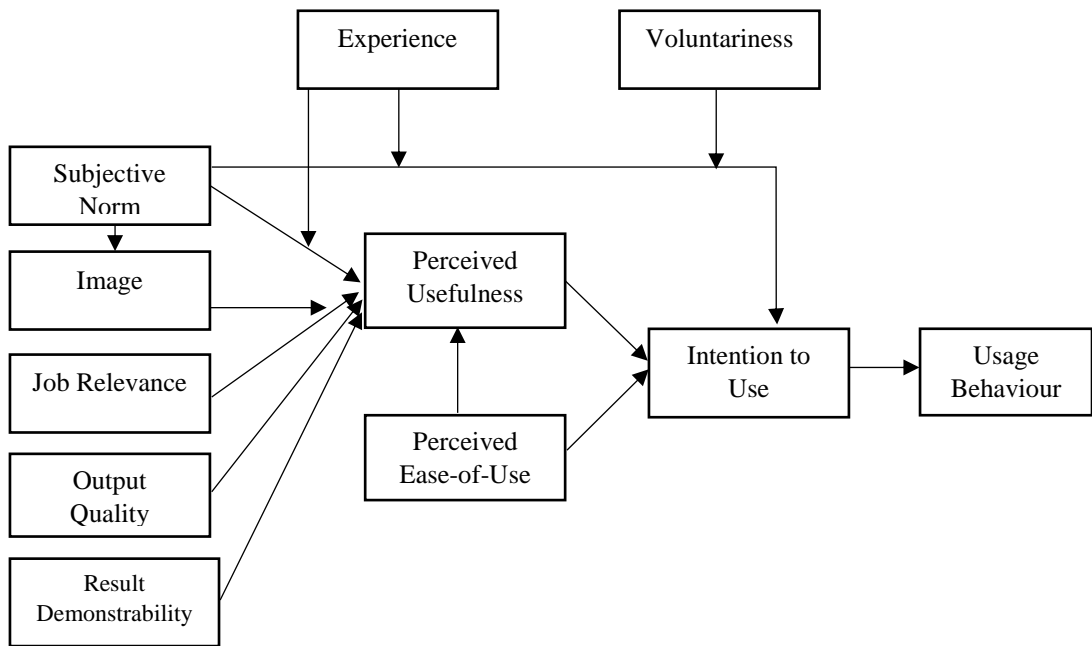 Experience
Voluntariness
Subjective
Norm
Image
Perceived
Usefulness
Job Relevance
Intention to
Use
Usage
Behaviour
Perceived
Ease-of-Use
Output
Quality
Result
Demonstrability